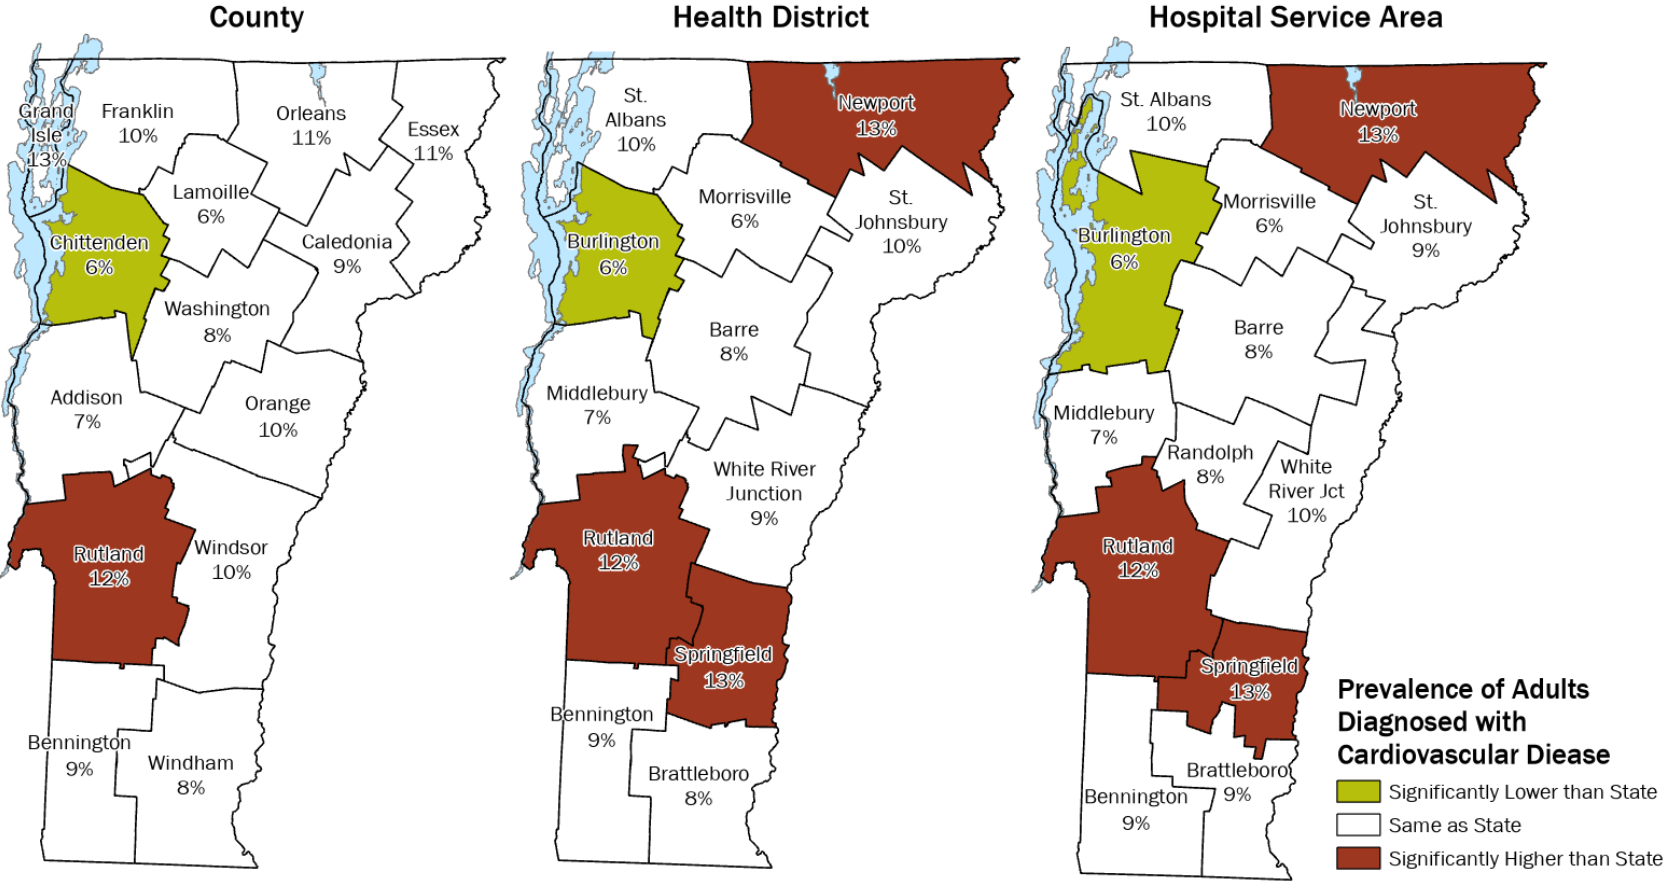 County
Health District
Hospital Service Area
Grand
Isle
13%
Franklin
10%
Orleans
11%
Essex
11%
Lamoille
6%
Chittenden
6%
Caledonia
9%
Washington
8%
Addison
7%
Orange
10%
Rutland
12%
Windsor
10%
Bennington
9%
Windham
8%
St.
Albans
10%
Newport
13%
Morrisville
6%
St.
Johnsbury
10%
Burlington
6%
Barre
8%
Middlebury
7%
White River
Junction
9%
Rutland
12%
Springfield
13%
Bennington
9%
Brattleboro
8%
St. Albans
10%
Newport
13%
Morrisville
6%
St.
Johnsbury
9%
Burlington
6%
Barre
8%
Middlebury
7%
Randolph
8%
White
River Jct
10%
Rutland
12%
Springfield
13%
Brattleboro
9%
Bennington
9%
Prevalence of Adults
Diagnosed with
Cardiovascular Disease
Significantly Lower than State
Same as State
Significantly Higher than State